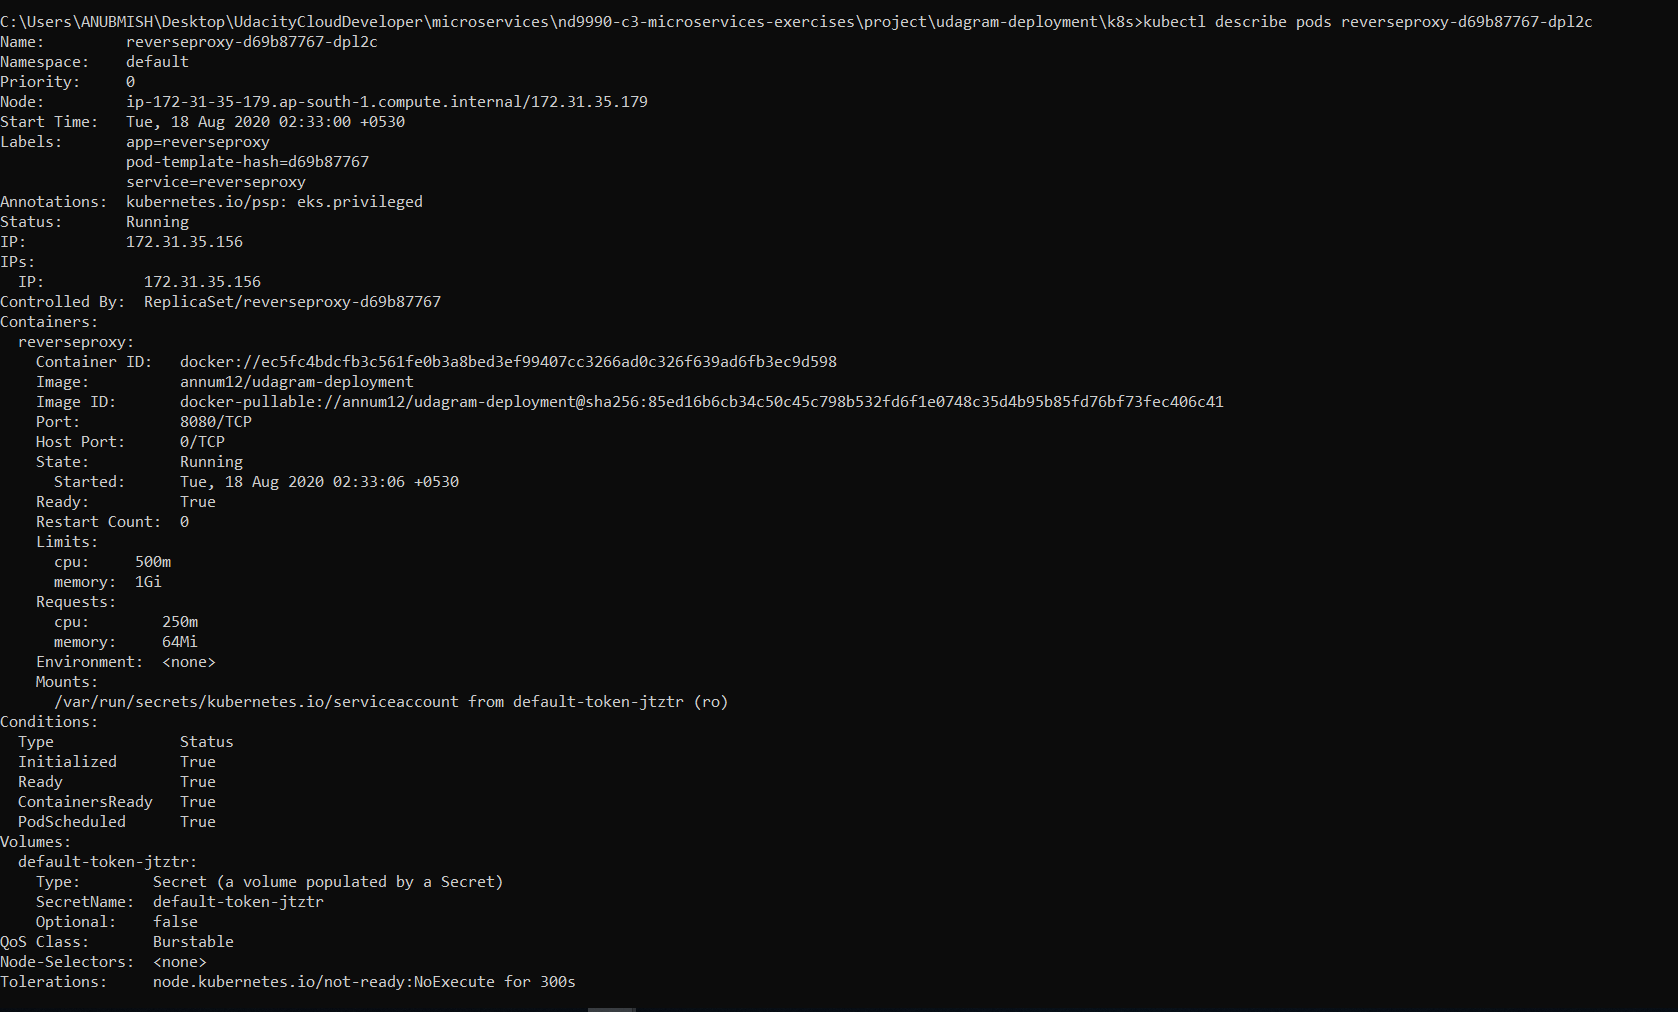 C:\Users\ANUBMISH\Desktop\UdacityCloudDeveloper\microservices\nd9990-c3-microservices-exercises\project\udagram-deployment\k8s>kubectl describe pods reverseproxy-d69b87767-dpl2c
Name:         reverseproxy-d69b87767-dpl2c
Namespace:    default
Priority:     0
Node:         ip-172-31-35-179.ap-south-1.compute.internal/172.31.35.179
Start Time:   Tue, 18 Aug 2020 02:33:00 +0530
Labels:       app=reverseproxy
              pod-template-hash=d69b87767
              service=reverseproxy
Annotations:  kubernetes.io/psp: eks.privileged
Status:       Running
IP:           172.31.35.156
IPs:
  IP:           172.31.35.156
Controlled By:  ReplicaSet/reverseproxy-d69b87767
Containers:
  reverseproxy:
    Container ID:   docker://ec5fc4bdcfb3c561fe0b3a8bed3ef99407cc3266ad0c326f639ad6fb3ec9d598
    Image:          annum12/udagram-deployment
    Image ID:       docker-pullable://annum12/udagram-deployment@sha256:85ed16b6cb34c50c45c798b532fd6f1e0748c35d4b95b85fd76bf73fec406c41
    Port:           8080/TCP
    Host Port:      0/TCP
    State:          Running
      Started:      Tue, 18 Aug 2020 02:33:06 +0530
    Ready:          True
    Restart Count:  0
    Limits:
      cpu:     500m
      memory:  1Gi
    Requests:
      cpu:        250m
      memory:     64Mi
    Environment:  <none>
    Mounts:
      /var/run/secrets/kubernetes.io/serviceaccount from default-token-jtztr (ro)
Conditions:
  Type              Status
  Initialized       True
  Ready             True
  ContainersReady   True
  PodScheduled      True
Volumes:
  default-token-jtztr:
    Type:        Secret (a volume populated by a Secret)
    SecretName:  default-token-jtztr
    Optional:    false
QoS Class:       Burstable
Node-Selectors:  <none>
Tolerations:     node.kubernetes.io/not-ready:NoExecute for 300s